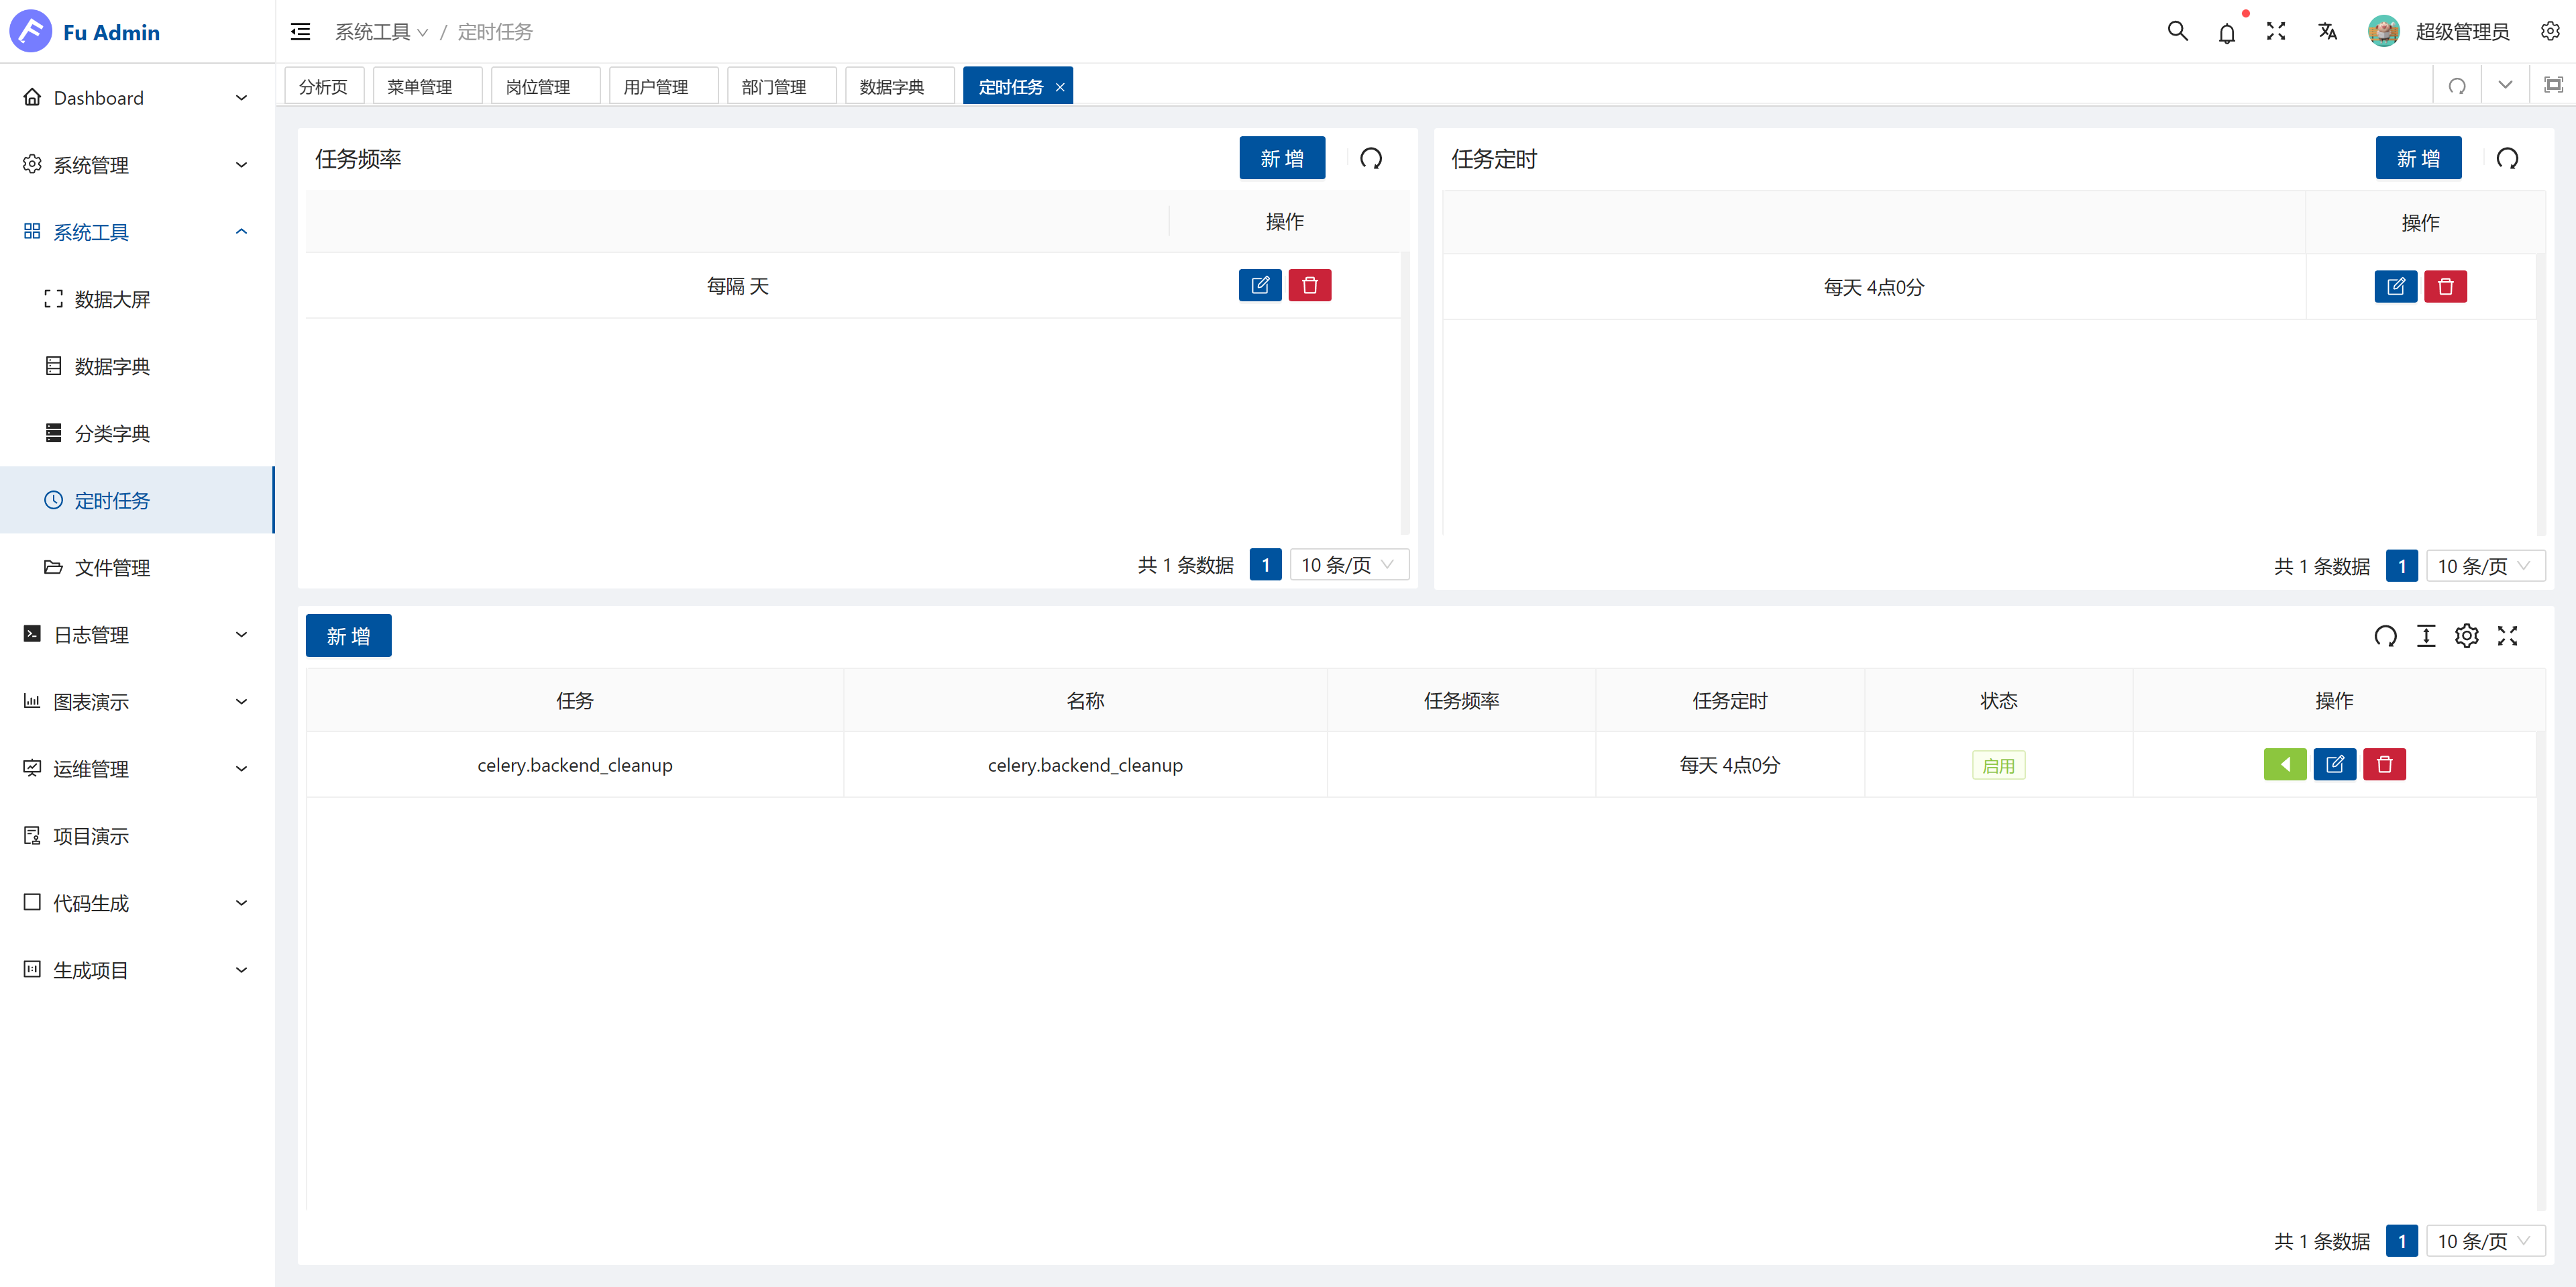 Fu Admin
系统工具 / 定时任务
超级管理员
分析页
菜单管理
岗位管理
用户管理
部门管理
数据字典
定时任务
Dashboard
系统管理
系统工具
数据大屏
数据字典
分类字典
定时任务
文件管理
日志管理
图表演示
运维管理
项目演示
代码生成
生成项目
任务频率
新 增
操作
每隔 天
共 1 条数据 1 10 条/页
任务定时
新 增
操作
每天 4点0分
共 1 条数据 1 10 条/页
新 增
任务 名称 任务频率 任务定时 状态 操作
celery.backend_cleanup celery.backend_cleanup 每天 4点0分 启用
共 1 条数据 1 10 条/页